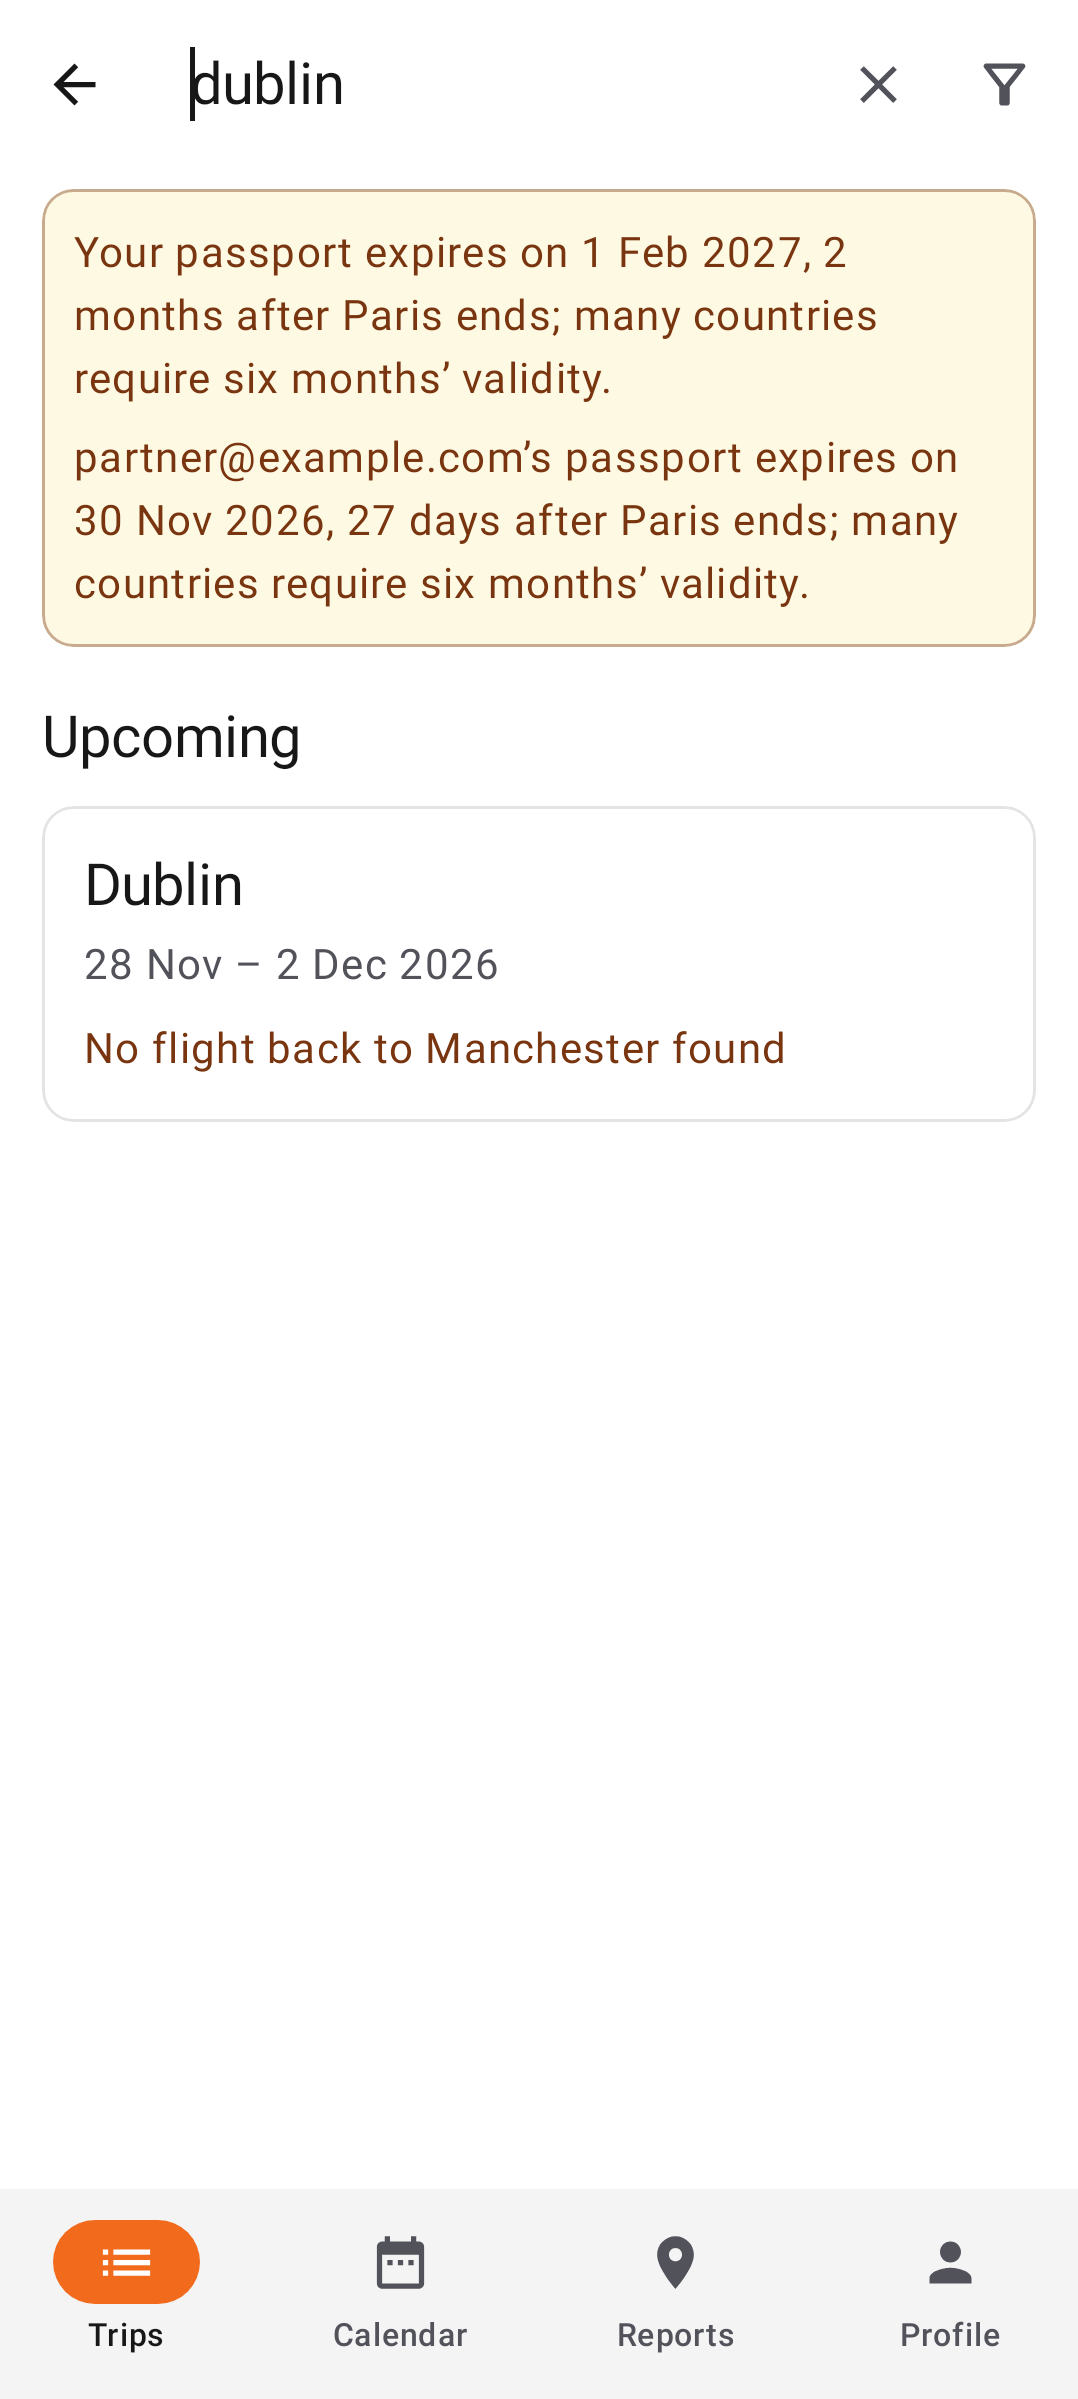 dublin
Your passport expires on 1 Feb 2027, 2
months after Paris ends; many countries
require six months’ validity.
partner@example.com’s passport expires on
30 Nov 2026, 27 days after Paris ends; many
countries require six months’ validity.
Upcoming
Dublin
28 Nov – 2 Dec 2026
No flight back to Manchester found
Trips
Calendar
Reports
Profile